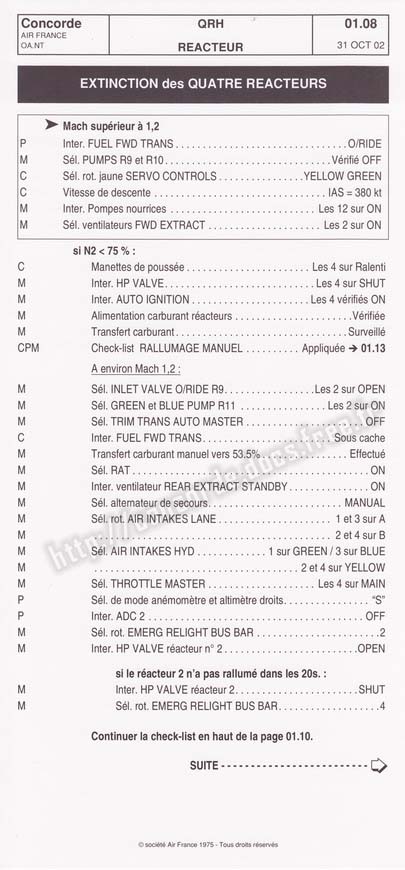 Concorde QRH 01.08
AIR FRANCE
OA.NT REACTEUR 31 OCT 02
EXTINCTION des QUATRE REACTEURS
➤ Mach supérieur à 1,2
P Inter. FUEL FWD TRANS . . . . . . . . . . O/RIDE
M Sél. PUMPS R9 et R10 . . . . . . . . . . Vérifié OFF
C Sél. rot. jaune SERVO CONTROLS . . . . . . . . . . YELLOW GREEN
C Vitesse de descente . . . . . . . . . . IAS = 380 kt
M Inter. Pompes nourrices . . . . . . . . . . Les 12 sur ON
M Sél. ventilateurs FWD EXTRACT . . . . . . . . . . Les 2 sur ON
si N2 < 75 % :
C Manettes de poussée . . . . . . . . . . Les 4 sur Ralenti
M Inter. HP VALVE . . . . . . . . . . Les 4 sur SHUT
M Inter. AUTO IGNITION . . . . . . . . . . Les 4 vérifiés ON
M Alimentation carburant réacteurs . . . . . . . . . . Vérifiée
M Transfert carburant . . . . . . . . . . Surveillé
CPM Check-list RALLUMAGE MANUEL . . . . . . . . . . Appliquée ➔ 01.13
A environ Mach 1,2 :
M Sél. INLET VALVE O/RIDE R9 . . . . . . . . . . Les 2 sur OPEN
M Sél. GREEN et BLUE PUMP R11 . . . . . . . . . . Les 2 sur ON
M Sél. TRIM TRANS AUTO MASTER . . . . . . . . . . OFF
C Inter. FUEL FWD TRANS . . . . . . . . . . Sous cache
M Transfert carburant manuel vers 53.5% . . . . . . . . . . Effectué
M Sél. RAT . . . . . . . . . . ON
M Inter. ventilateur REAR EXTRACT STANDBY . . . . . . . . . . ON
M Sél. alternateur de secours . . . . . . . . . . MANUAL
M Sél. rot. AIR INTAKES LANE . . . . . . . . . . 1 et 3 sur A
M . . . . . . . . . . 2 et 4 sur B
M Sél. AIR INTAKES HYD . . . . . . . . . . 1 sur GREEN / 3 sur BLUE
M . . . . . . . . . . 2 et 4 sur YELLOW
M Sél. THROTTLE MASTER . . . . . . . . . . Les 4 sur MAIN
P Sél. de mode anémomètre et altimètre droits . . . . . . . . . . “S”
P Inter. ADC 2 . . . . . . . . . . OFF
M Sél. rot. EMERG RELIGHT BUS BAR . . . . . . . . . . 2
M Inter. HP VALVE réacteur n° 2 . . . . . . . . . . OPEN
si le réacteur 2 n'a pas rallumé dans les 20s. :
M Inter. HP VALVE réacteur 2 . . . . . . . . . . SHUT
M Sél. rot. EMERG RELIGHT BUS BAR . . . . . . . . . . 4
Continuer la check-list en haut de la page 01.10.
SUITE
© société Air France 1975 - Tous droits réservés